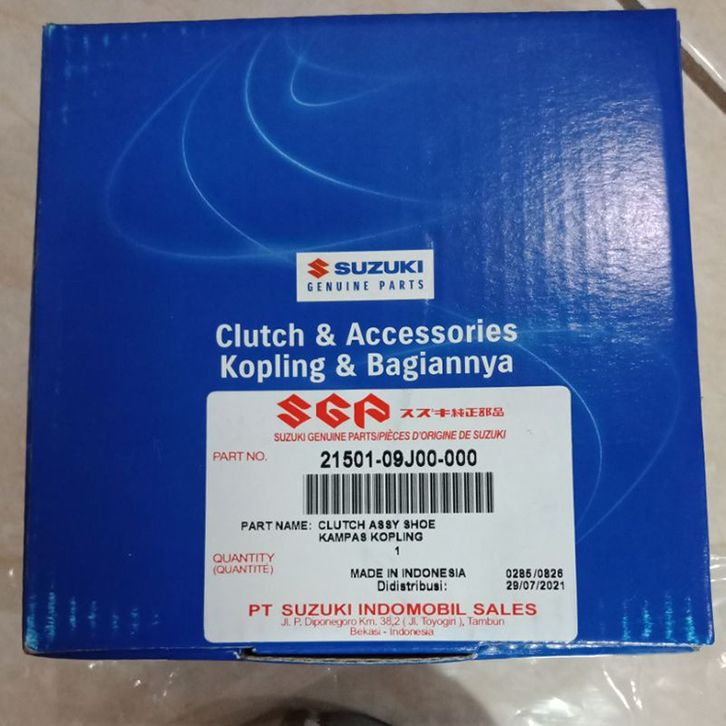 SUZUKI
GENUINE PARTS
Clutch & Accessories
Kopling & Bagiannya
SGP スズキ純正部品
SUZUKI GENUINE PARTS/PIÈCES D'ORIGINE DE SUZUKI
PART NO. 21501-09J00-000
PART NAME: CLUTCH ASSY SHOE
KAMPAS KOPLING
QUANTITY 1
(QUANTITÉ)
MADE IN INDONESIA 0285/0826
Didistribusi: 29/07/2021
PT SUZUKI INDOMOBIL SALES
Jl. P. Diponegoro Km. 38,2 ( Jl. Toyogiri ), Tambun
Bekasi - Indonesia